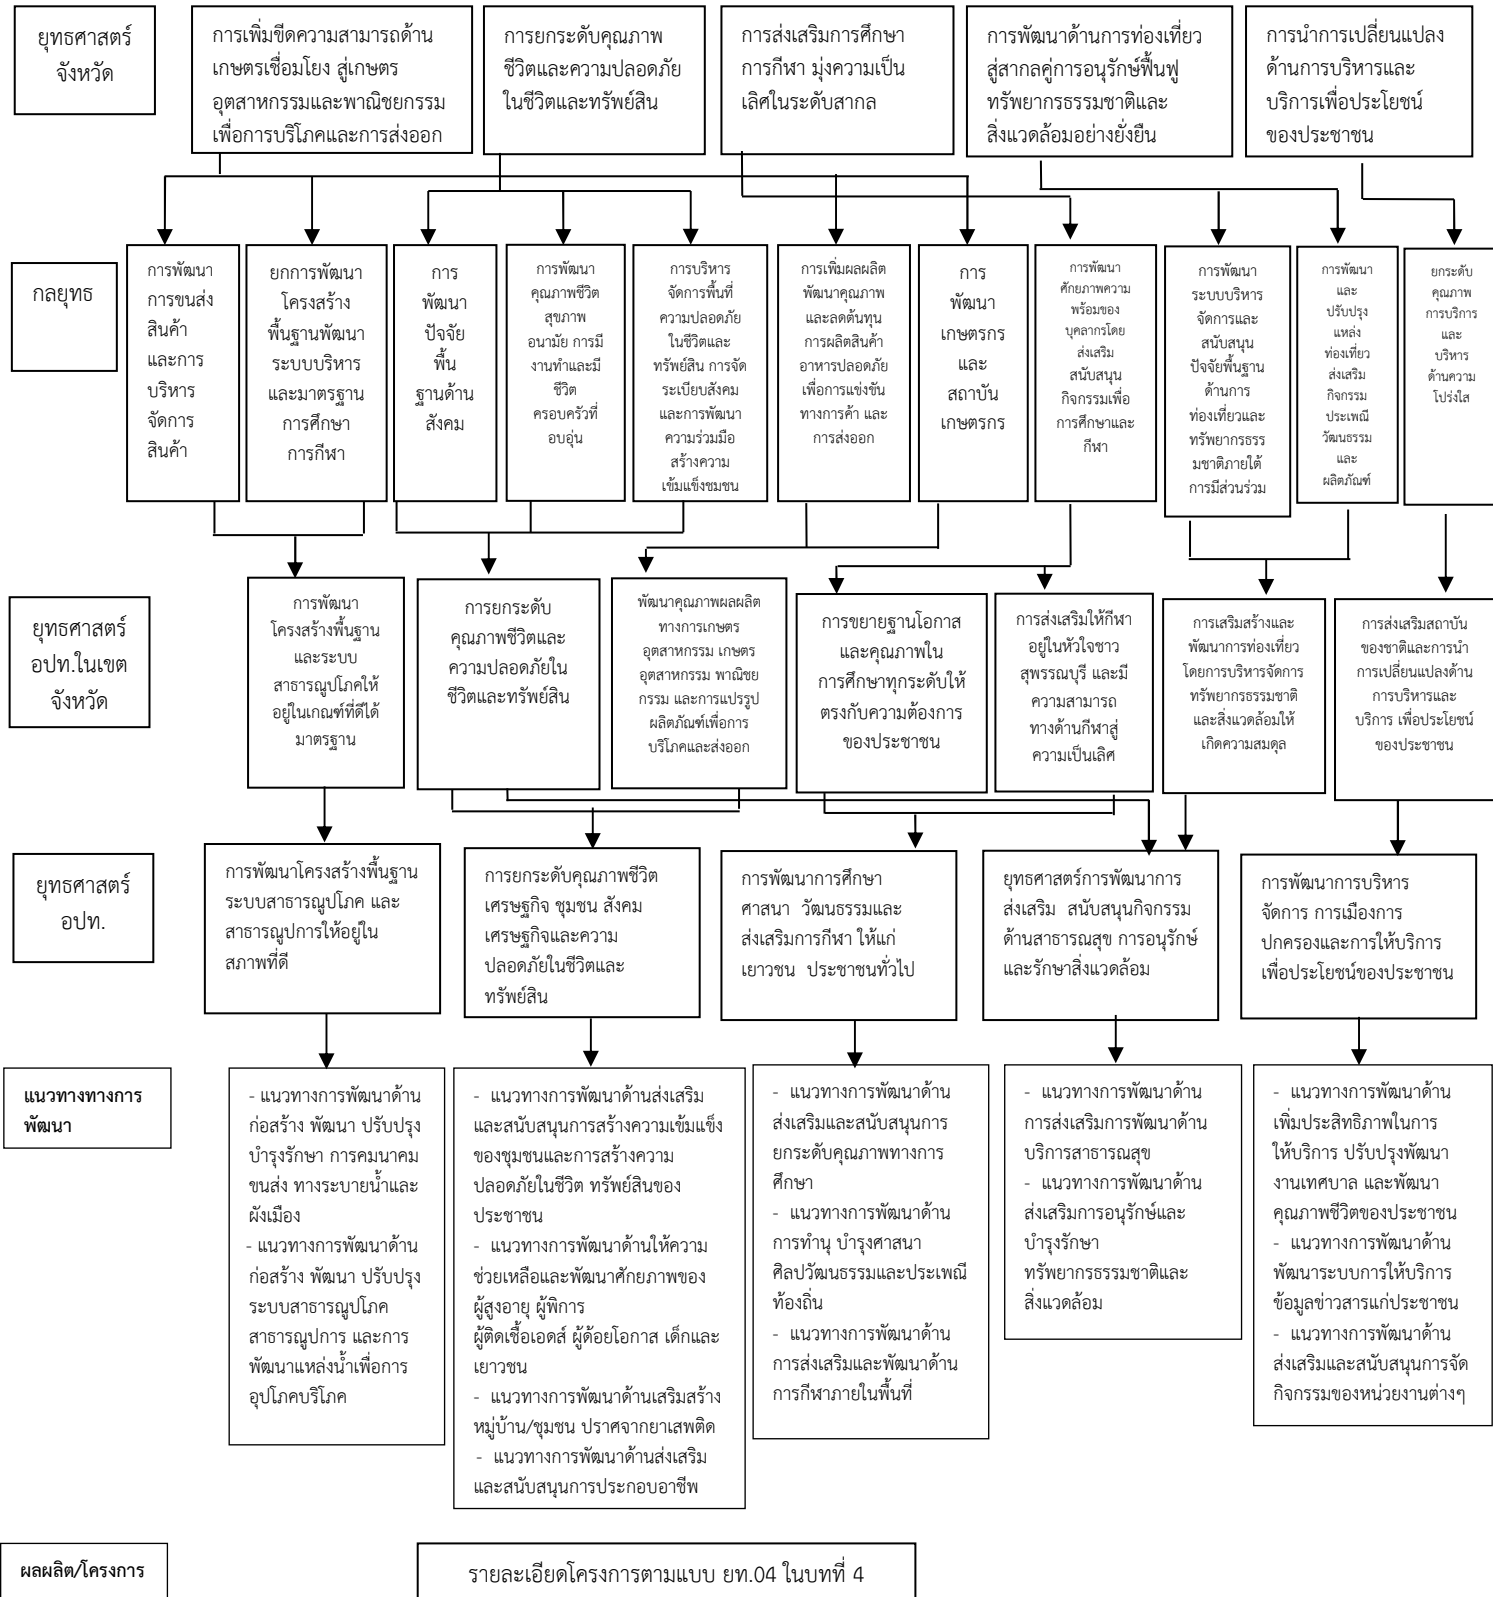 ยุทธศาสตร์
จังหวัด
การเพิ่มขีดความสามารถด้าน
เกษตรเชื่อมโยง สู่เกษตร
อุตสาหกรรมและพาณิชยกรรม
เพื่อการบริโภคและการส่งออก
การยกระดับคุณภาพ
ชีวิตและความปลอดภัย
ในชีวิตและทรัพย์สิน
การส่งเสริมการศึกษา
การกีฬา มุ่งความเป็น
เลิศในระดับสากล
การพัฒนาด้านการท่องเที่ยว
สู่สากลคู่การอนุรักษ์ฟื้นฟู
ทรัพยากรธรรมชาติและ
สิ่งแวดล้อมอย่างยั่งยืน
การนำการเปลี่ยนแปลง
ด้านการบริหารและ
บริการเพื่อประโยชน์
ของประชาชน
กลยุทธ
การพัฒนา
การขนส่ง
สินค้า
และการ
บริหาร
จัดการ
สินค้า
ยกการพัฒนา
โครงสร้าง
พื้นฐานพัฒนา
ระบบบริหาร
และมาตรฐาน
การศึกษา
การกีฬา
การ
พัฒนา
ปัจจัย
พื้น
ฐานด้าน
สังคม
การพัฒนา
คุณภาพชีวิต
สุขภาพ
อนามัย การมี
งานทำและมี
ชีวิต
ครอบครัวที่
อบอุ่น
การบริหาร
จัดการพื้นที่
ความปลอดภัย
ในชีวิตและ
ทรัพย์สิน การจัด
ระเบียบสังคม
และการพัฒนา
ความร่วมมือ
สร้างความ
เข้มแข็งชุมชน
การเพิ่มผลผลิต
พัฒนาคุณภาพ
และลดต้นทุน
การผลิตสินค้า
อาหารปลอดภัย
เพื่อการแข่งขัน
ทางการค้า และ
การส่งออก
การ
พัฒนา
เกษตรกร
และ
สถาบัน
เกษตรกร
การพัฒนา
ศักยภาพความ
พร้อมของ
บุคลากรโดย
ส่งเสริม
สนับสนุน
กิจกรรมเพื่อ
การศึกษาและ
กีฬา
การพัฒนา
ระบบบริหาร
จัดการและ
สนับสนุน
ปัจจัยพื้นฐาน
ด้านการ
ท่องเที่ยวและ
ทรัพยากรธรร
มชาติภายใต้
การมีส่วนร่วม
การพัฒนา
และ
ปรับปรุง
แหล่ง
ท่องเที่ยว
ส่งเสริม
กิจกรรม
ประเพณี
วัฒนธรรม
และ
ผลิตภัณฑ์
ยกระดับ
คุณภาพ
การบริการ
และ
บริหาร
ด้านความ
โปร่งใส
ยุทธศาสตร์
อปท.ในเขต
จังหวัด
การพัฒนา
โครงสร้างพื้นฐาน
และระบบ
สาธารณูปโภคให้
อยู่ในเกณฑ์ที่ดีได้
มาตรฐาน
การยกระดับ
คุณภาพชีวิตและ
ความปลอดภัยใน
ชีวิตและทรัพย์สิน
พัฒนาคุณภาพผลผลิต
ทางการเกษตร
อุตสาหกรรม เกษตร
อุตสาหกรรม พาณิชย
กรรม และการแปรรูป
ผลิตภัณฑ์เพื่อการ
บริโภคและส่งออก
การขยายฐานโอกาส
และคุณภาพใน
การศึกษาทุกระดับให้
ตรงกับความต้องการ
ของประชาชน
การส่งเสริมให้กีฬา
อยู่ในหัวใจชาว
สุพรรณบุรี และมี
ความสามารถ
ทางด้านกีฬาสู่
ความเป็นเลิศ
การเสริมสร้างและ
พัฒนาการท่องเที่ยว
โดยการบริหารจัดการ
ทรัพยากรธรรมชาติ
และสิ่งแวดล้อมให้
เกิดความสมดุล
การส่งเสริมสถาบัน
ของชาติและการนำ
การเปลี่ยนแปลงด้าน
การบริหารและ
บริการ เพื่อประโยชน์
ของประชาชน
ยุทธศาสตร์
อปท.
การพัฒนาโครงสร้างพื้นฐาน
ระบบสาธารณูปโภค และ
สาธารณูปการให้อยู่ใน
สภาพที่ดี
การยกระดับคุณภาพชีวิต
เศรษฐกิจ ชุมชน สังคม
เศรษฐกิจและความ
ปลอดภัยในชีวิตและ
ทรัพย์สิน
การพัฒนาการศึกษา
ศาสนา วัฒนธรรมและ
ส่งเสริมการกีฬา ให้แก่
เยาวชน ประชาชนทั่วไป
ยุทธศาสตร์การพัฒนาการ
ส่งเสริม สนับสนุนกิจกรรม
ด้านสาธารณสุข การอนุรักษ์
และรักษาสิ่งแวดล้อม
การพัฒนาการบริหาร
จัดการ การเมืองการ
ปกครองและการให้บริการ
เพื่อประโยชน์ของประชาชน
แนวทางทางการ
พัฒนา
- แนวทางการพัฒนาด้าน
ก่อสร้าง พัฒนา ปรับปรุง
บำรุงรักษา การคมนาคม
ขนส่ง ทางระบายน้ำและ
ผังเมือง
- แนวทางการพัฒนาด้าน
ก่อสร้าง พัฒนา ปรับปรุง
ระบบสาธารณูปโภค
สาธารณูปการ และการ
พัฒนาแหล่งน้ำเพื่อการ
อุปโภคบริโภค
- แนวทางการพัฒนาด้านส่งเสริม
และสนับสนุนการสร้างความเข้มแข็ง
ของชุมชนและการสร้างความ
ปลอดภัยในชีวิต ทรัพย์สินของ
ประชาชน
- แนวทางการพัฒนาด้านให้ความ
ช่วยเหลือและพัฒนาศักยภาพของ
ผู้สูงอายุ ผู้พิการ
ผู้ติดเชื้อเอดส์ ผู้ด้อยโอกาส เด็กและ
เยาวชน
- แนวทางการพัฒนาด้านเสริมสร้าง
หมู่บ้าน/ชุมชน ปราศจากยาเสพติด
- แนวทางการพัฒนาด้านส่งเสริม
และสนับสนุนการประกอบอาชีพ
- แนวทางการพัฒนาด้าน
ส่งเสริมและสนับสนุนการ
ยกระดับคุณภาพทางการ
ศึกษา
- แนวทางการพัฒนาด้าน
การทำนุ บำรุงศาสนา
ศิลปวัฒนธรรมและประเพณี
ท้องถิ่น
- แนวทางการพัฒนาด้าน
การส่งเสริมและพัฒนาด้าน
การกีฬาภายในพื้นที่
- แนวทางการพัฒนาด้าน
การส่งเสริมการพัฒนาด้าน
บริการสาธารณสุข
- แนวทางการพัฒนาด้าน
ส่งเสริมการอนุรักษ์และ
บำรุงรักษา
ทรัพยากรธรรมชาติและ
สิ่งแวดล้อม
- แนวทางการพัฒนาด้าน
เพิ่มประสิทธิภาพในการ
ให้บริการ ปรับปรุงพัฒนา
งานเทศบาล และพัฒนา
คุณภาพชีวิตของประชาชน
- แนวทางการพัฒนาด้าน
พัฒนาระบบการให้บริการ
ข้อมูลข่าวสารแก่ประชาชน
- แนวทางการพัฒนาด้าน
ส่งเสริมและสนับสนุนการจัด
กิจกรรมของหน่วยงานต่างๆ
ผลผลิต/โครงการ
รายละเอียดโครงการตามแบบ ยท.04 ในบทที่ 4